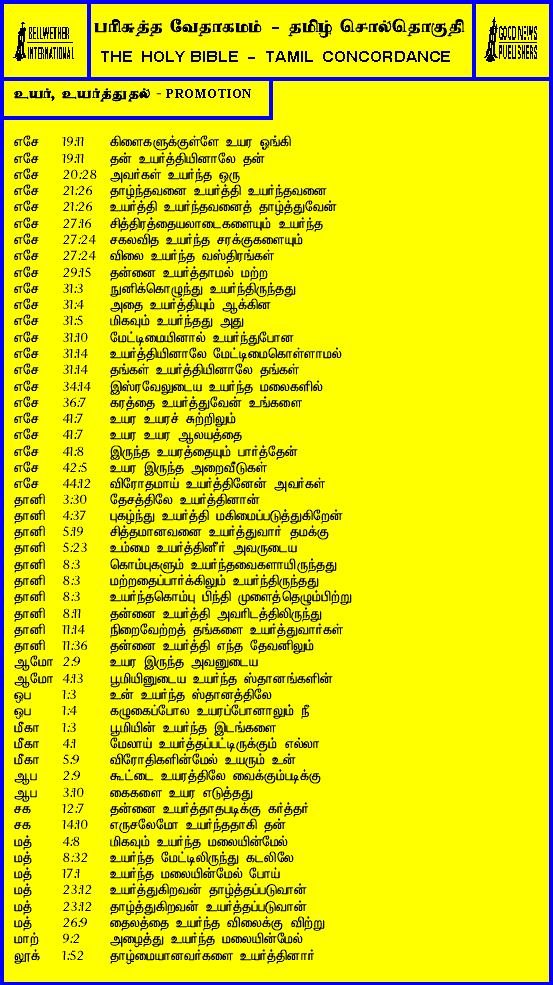 BELLWETHER INTERNATIONAL
பரிசுத்த வேதாகமம் - தமிழ் சொல்தொகுதி
THE HOLY BIBLE - TAMIL CONCORDANCE
GOOD NEWS PUBLISHERS
உயர், உயர்த்துதல் - PROMOTION
எசே 19:11 கிளைகளுக்குள்ளே உயர ஓங்கி
எசே 19:11 தன் உயர்த்தியினாலே தன்
எசே 20:28 அவர்கள் உயர்ந்த ஒரு
எசே 21:26 தாழ்ந்தவனை உயர்த்தி உயர்ந்தவனை
எசே 21:26 உயர்த்தி உயர்ந்தவனைத் தாழ்த்துவேன்
எசே 27:16 சித்திரத்தையலாடைகளையும் உயர்ந்த
எசே 27:24 சகலவித உயர்ந்த சரக்குகளையும்
எசே 27:24 விலை உயர்ந்த வஸ்திரங்கள்
எசே 29:15 தன்னை உயர்த்தாமல் மற்ற
எசே 31:3 நுனிக்கொழுந்து உயர்ந்திருந்தது
எசே 31:4 அதை உயர்த்தியும் ஆக்கின
எசே 31:5 மிகவும் உயர்ந்தது அது
எசே 31:10 மேட்டிமையினால் உயர்ந்துபோன
எசே 31:14 உயர்த்தியினாலே மேட்டிமைகொள்ளாமல்
எசே 31:14 தங்கள் உயர்த்தியினாலே தங்கள்
எசே 34:14 இஸ்ரவேலுடைய உயர்ந்த மலைகளில்
எசே 36:7 கரத்தை உயர்த்துவேன் உங்களை
எசே 41:7 உயர உயரச் சுற்றிலும்
எசே 41:7 உயர உயர ஆலயத்தை
எசே 41:8 இருந்த உயரத்தையும் பார்த்தேன்
எசே 42:5 உயர இருந்த அறைவீடுகள்
எசே 44:12 விரோதமாய் உயர்த்தினேன் அவர்கள்
தானி 3:30 தேசத்திலே உயர்த்தினான்
தானி 4:37 புகழ்ந்து உயர்த்தி மகிமைப்படுத்துகிறேன்
தானி 5:19 சித்தமானவனை உயர்த்துவார் தமக்கு
தானி 5:23 உம்மை உயர்த்தினீர் அவருடைய
தானி 8:3 கொம்புகளும் உயர்ந்தவைகளாயிருந்தது
தானி 8:3 மற்றதைப்பார்க்கிலும் உயர்ந்திருந்தது
தானி 8:3 உயர்ந்தகொம்பு பிந்தி முளைத்தெழும்பிற்று
தானி 8:11 தன்னை உயர்த்தி அவரிடத்திலிருந்து
தானி 11:14 நிறைவேற்றத் தங்களை உயர்த்துவார்கள்
தானி 11:36 தன்னை உயர்த்தி எந்த தேவனிலும்
ஆமோ 2:9 உயர இருந்த அவனுடைய
ஆமோ 4:13 பூமியினுடைய உயர்ந்த ஸ்தானங்களின்
ஒப 1:3 உன் உயர்ந்த ஸ்தானத்திலே
ஒப 1:4 கழுகைப்போல உயரப்போனாலும் நீ
மீகா 1:3 பூமியின் உயர்ந்த இடங்களை
மீகா 4:1 மேலாய் உயர்த்தப்பட்டிருக்கும் எல்லா
மீகா 5:9 விரோதிகளின்மேல் உயரும் உன்
ஆப 2:9 கூட்டை உயரத்திலே வைக்கும்படிக்கு
ஆப 3:10 கைகளை உயர எடுத்தது
சக 12:7 தன்னை உயர்த்தாதபடிக்கு கர்த்தர்
சக 14:10 எருசலேமோ உயர்ந்ததாகி தன்
மத் 4:8 மிகவும் உயர்ந்த மலையின்மேல்
மத் 8:32 உயர்ந்த மேட்டிலிருந்து கடலிலே
மத் 17:1 உயர்ந்த மலையின்மேல் போய்
மத் 23:12 உயர்த்துகிறவன் தாழ்த்தப்படுவான்
மத் 23:12 தாழ்த்துகிறவன் உயர்த்தப்படுவான்
மத் 26:9 தைலத்தை உயர்ந்த விலைக்கு விற்று
மாற் 9:2 அழைத்து உயர்ந்த மலையின்மேல்
லூக் 1:52 தாழ்மையானவர்களை உயர்த்தினார்